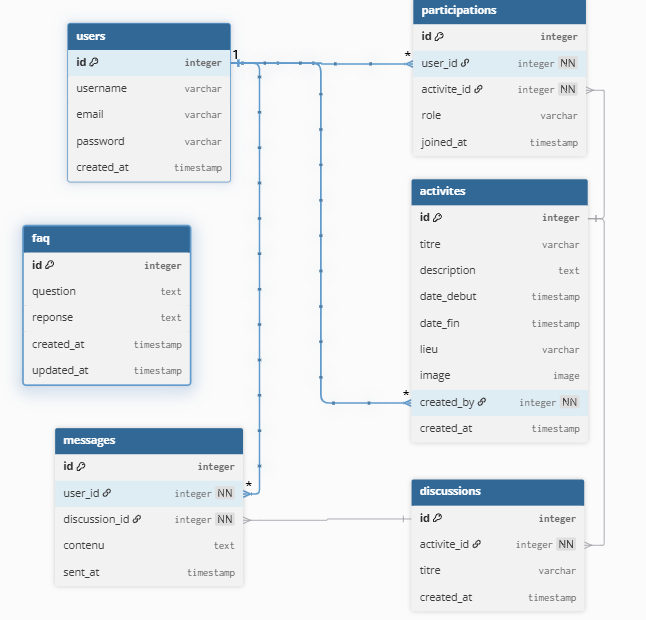 users
id integer
username varchar
email varchar
password varchar
created_at timestamp
1
*
participations
id integer
user_id integer NN
activite_id integer NN
role varchar
joined_at timestamp
activites
id integer
titre varchar
description text
date_debut timestamp
date_fin timestamp
lieu varchar
image image
*
created_by integer NN
created_at timestamp
faq
id integer
question text
reponse text
created_at timestamp
updated_at timestamp
messages
id integer
*
user_id integer NN
discussion_id integer NN
contenu text
sent_at timestamp
discussions
id integer
activite_id integer NN
titre varchar
created_at timestamp